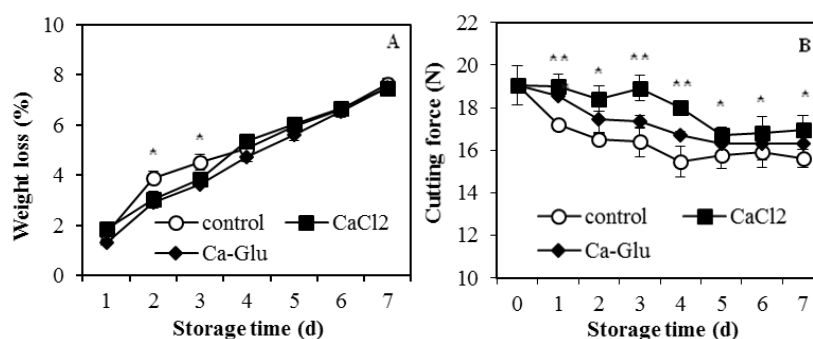 A
Weight loss (%)
10
8
6
4
2
0
*
*
control
CaCl2
Ca-Glu
1 2 3 4 5 6 7
Storage time (d)
B
Cutting force (N)
22
20
18
16
14
12
10
**
*
**
**
*
*
*
control
CaCl2
Ca-Glu
0 1 2 3 4 5 6 7
Storage time (d)